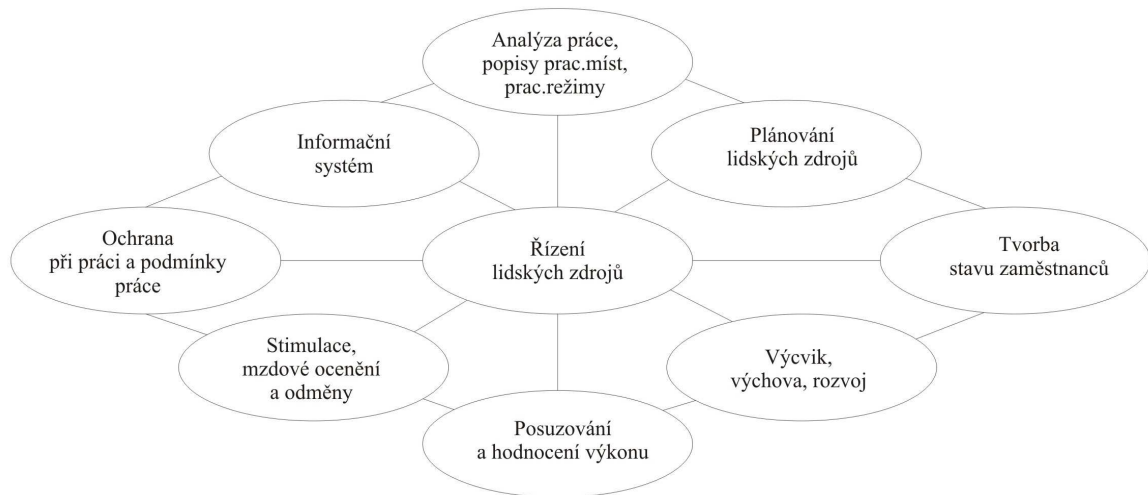 Analýza práce,
popisy prac.míst,
prac.režimy
Informační
systém
Plánování
lidských zdrojů
Ochrana
při práci a podmínky
práce
Řízení
lidských zdrojů
Tvorba
stavu zaměstnanců
Stimulace,
mzdové ocenění
a odměny
Výcvik,
výchova, rozvoj
Posuzování
a hodnocení výkonu